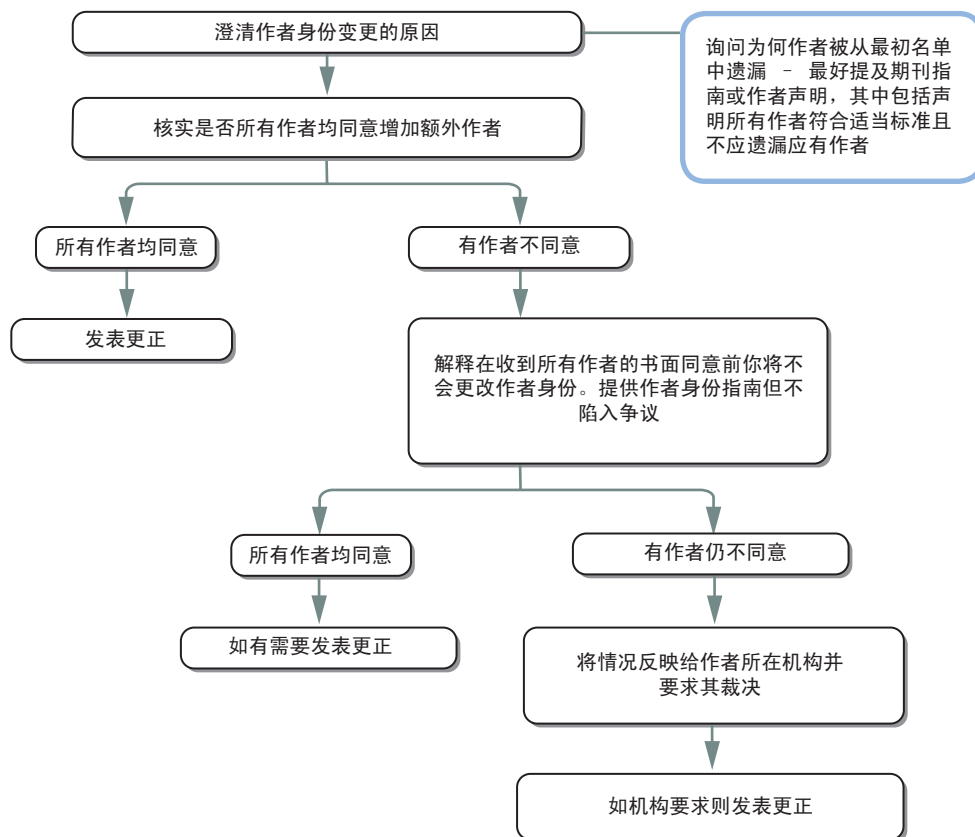 澄清作者身份变更的原因
询问为何作者被从最初名单
中遗漏 - 最好提及期刊指
南或作者声明，其中包括声
明所有作者符合适当标准且
不应遗漏应有作者
核实是否所有作者均同意增加额外作者
所有作者均同意
有作者不同意
发表更正
解释在收到所有作者的书面同意前你将不
会更改作者身份。提供作者身份指南但不
陷入争议
所有作者均同意
有作者仍不同意
如有需要发表更正
将情况反映给作者所在机构并
要求其裁决
如机构要求则发表更正